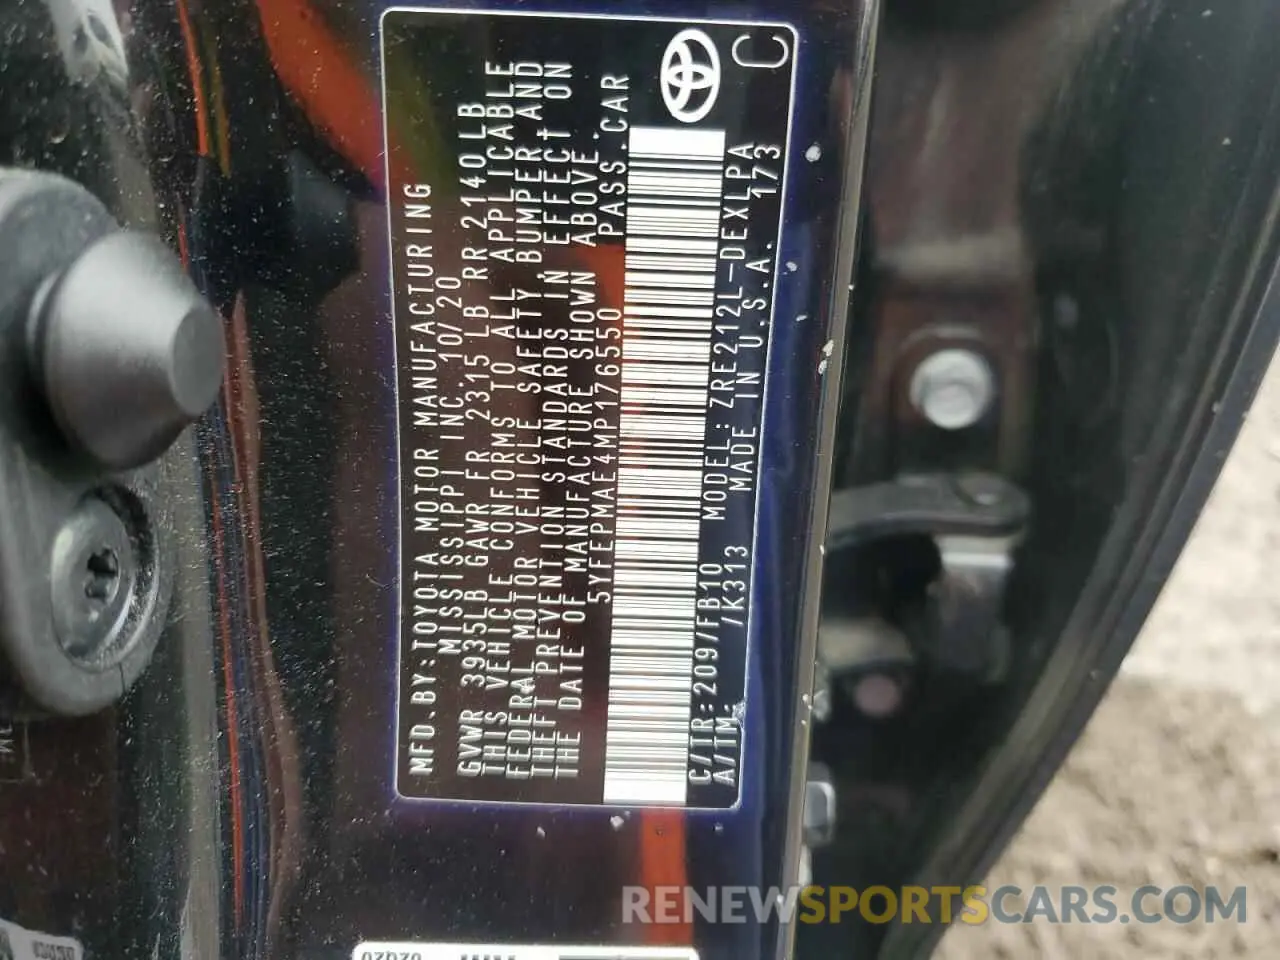 MFD.BY:TOYOTA MOTOR MANUFACTURING
MISSISSIPPI INC. 10/20
GVWR 3935LB GAWR FR 2315 LB RR 2140LB
THIS VEHICLE CONFORMS TO ALL APPLICABLE
FEDERAL MOTOR VEHICLE SAFETY, BUMPER, AND
THEFT PREVENTION STANDARDS IN EFFECT ON
THE DATE OF MANUFACTURE SHOWN ABOVE.
5YFEPMAE4MP176550 PASS.CAR
C/TR:209/FB10 MODEL:ZRE212L-DEXLPA
A/TM: /K313 MADE IN U.S.A. 173
C
RENEWSPORTSCARS.COM